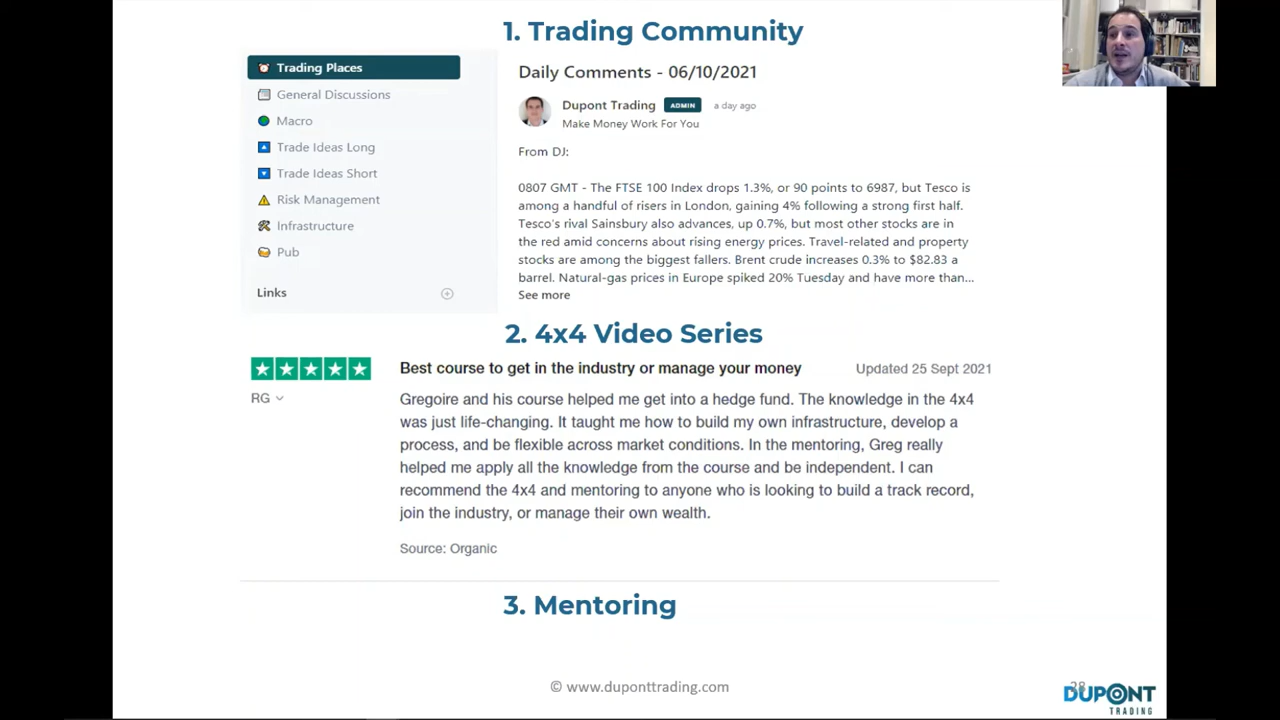 1. Trading Community
Trading Places
General Discussions
Macro
Trade Ideas Long
Trade Ideas Short
Risk Management
Infrastructure
Pub
Links
Daily Comments - 06/10/2021
Dupont Trading ADMIN a day ago
Make Money Work For You
From DJ:
0807 GMT - The FTSE 100 Index drops 1.3%, or 90 points to 6987, but Tesco is
among a handful of risers in London, gaining 4% following a strong first half.
Tesco's rival Sainsbury also advances, up 0.7%, but most other stocks are in
the red amid concerns about rising energy prices. Travel-related and property
stocks are among the biggest fallers. Brent crude increases 0.3% to $82.83 a
barrel. Natural-gas prices in Europe spiked 20% Tuesday and have more than...
See more
2. 4x4 Video Series
RG
Best course to get in the industry or manage your money
Updated 25 Sept 2021
Gregoire and his course helped me get into a hedge fund. The knowledge in the 4x4
was just life-changing. It taught me how to build my own infrastructure, develop a
process, and be flexible across market conditions. In the mentoring, Greg really
helped me apply all the knowledge from the course and be independent. I can
recommend the 4x4 and mentoring to anyone who is looking to build a track record,
join the industry, or manage their own wealth.
Source: Organic
3. Mentoring
© www.duponttrading.com
DUPONT
TRADING